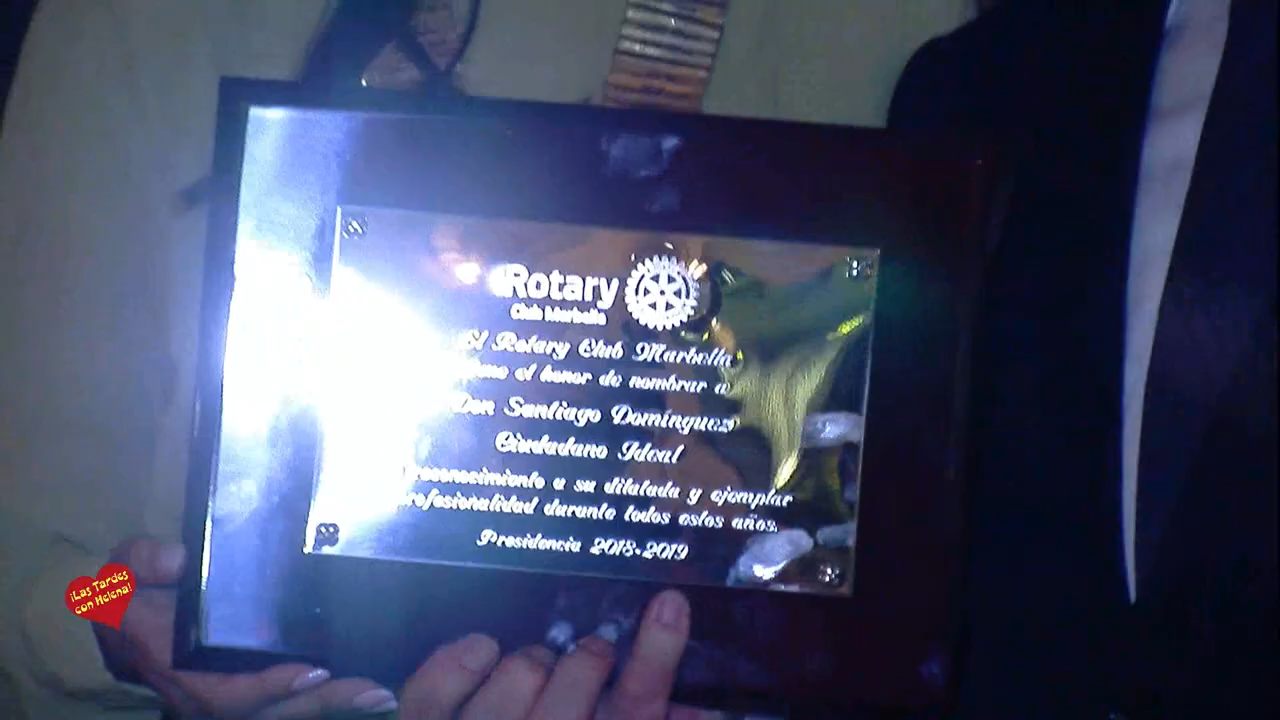 Rotary
Club Marbella
El Rotary Club Marbella
el honor de nombrar a
Don Santiago Domínguez
Ciudadano Ideal
reconocimiento a su dilatada y ejemplar
profesionalidad durante todos estos años.
Presidencia 2018-2019
¡Las Tardes
con Helena!